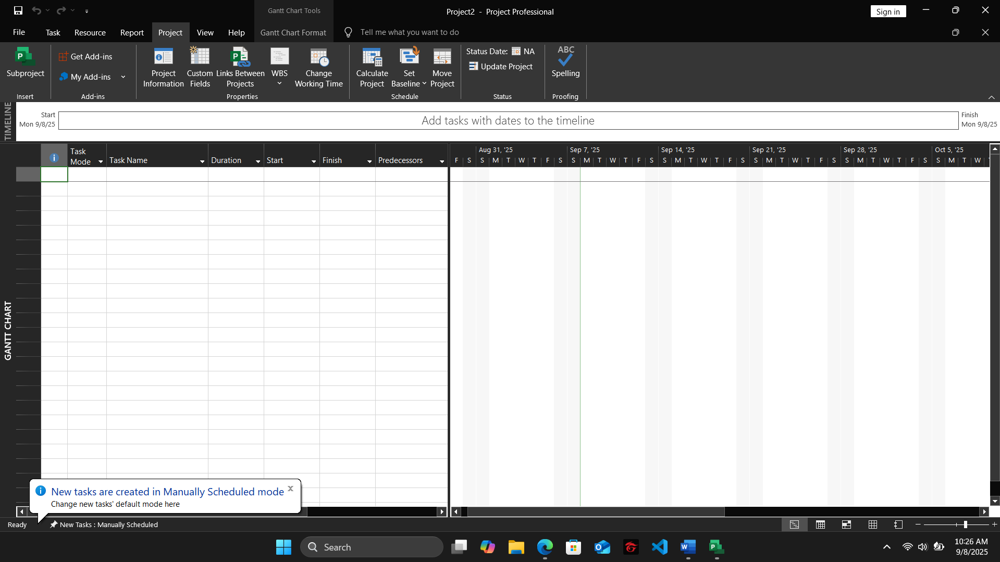 Gantt Chart Tools
Project2 - Project Professional
Sign in
File Task Resource Report Project View Help Gantt Chart Format Tell me what you want to do
Subproject
Insert
Get Add-ins
My Add-ins
Add-ins
Project Information
Custom Fields
Links Between Projects
WBS
Change Working Time
Properties
Calculate Project
Set Baseline
Move Project
Schedule
Status Date: NA
Update Project
Status
ABC
Spelling
Proofing
TIMELINE
Start
Mon 9/8/25
Add tasks with dates to the timeline
Finish
Mon 9/8/25
Task Mode
Task Name
Duration
Start
Finish
Predecessors
Aug 31, '25 Sep 7, '25 Sep 14, '25 Sep 21, '25 Sep 28, '25 Oct 5, '25
F S S M T W T F S S M T W T F S S M T W T F S S M T W T F S S M T W T F S S M T W
GANTT CHART
New tasks are created in Manually Scheduled mode
Change new tasks' default mode here
Ready
New Tasks : Manually Scheduled
Search
10:26 AM
9/8/2025